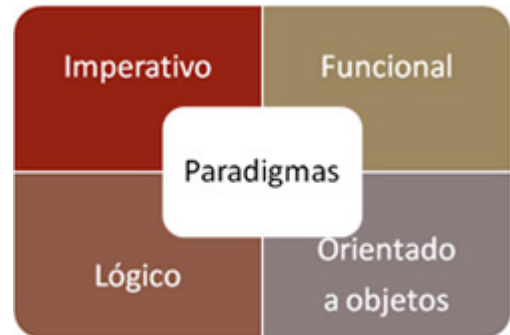 Imperativo
Funcional
Paradigmas
Lógico
Orientado
a objetos